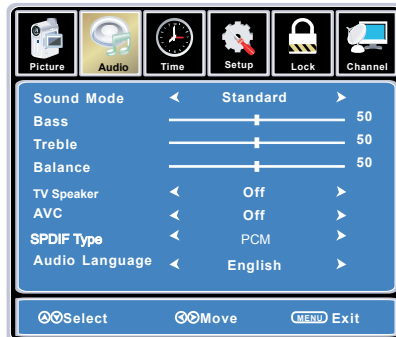 Picture Audio Time Setup Lock Channel
Sound Mode Standard
Bass 50
Treble 50
Balance 50
TV Speaker Off
AVC Off
SPDIF Type PCM
Audio Language English
Select Move MENU Exit